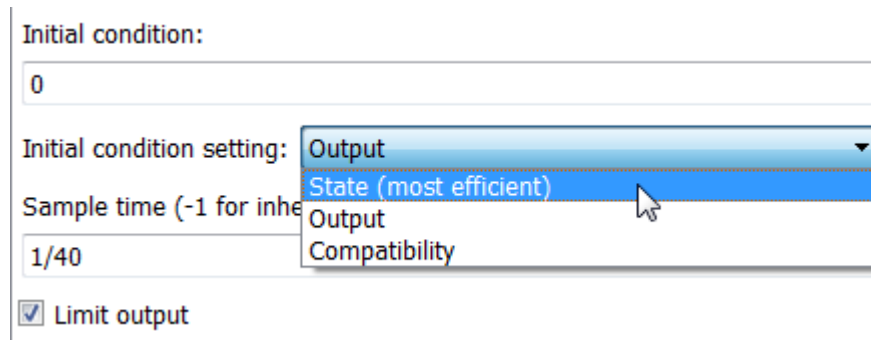 Initial condition:
0
Initial condition setting: Output
State (most efficient)
Sample time (-1 for inhe
Output
Compatibility
1/40
Limit output